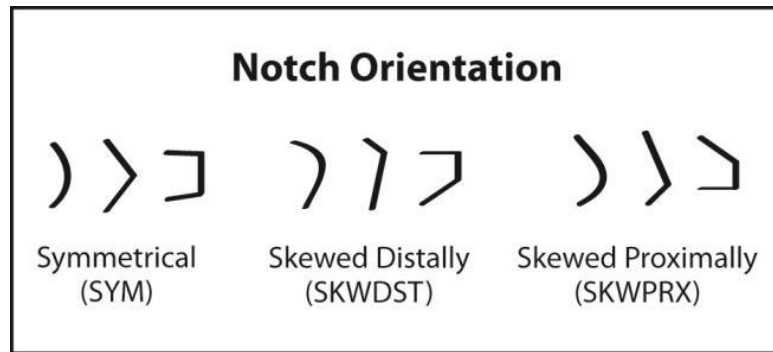 Notch Orientation
Symmetrical
(SYM)
Skewed Distally
(SKWDST)
Skewed Proximally
(SKWPRX)